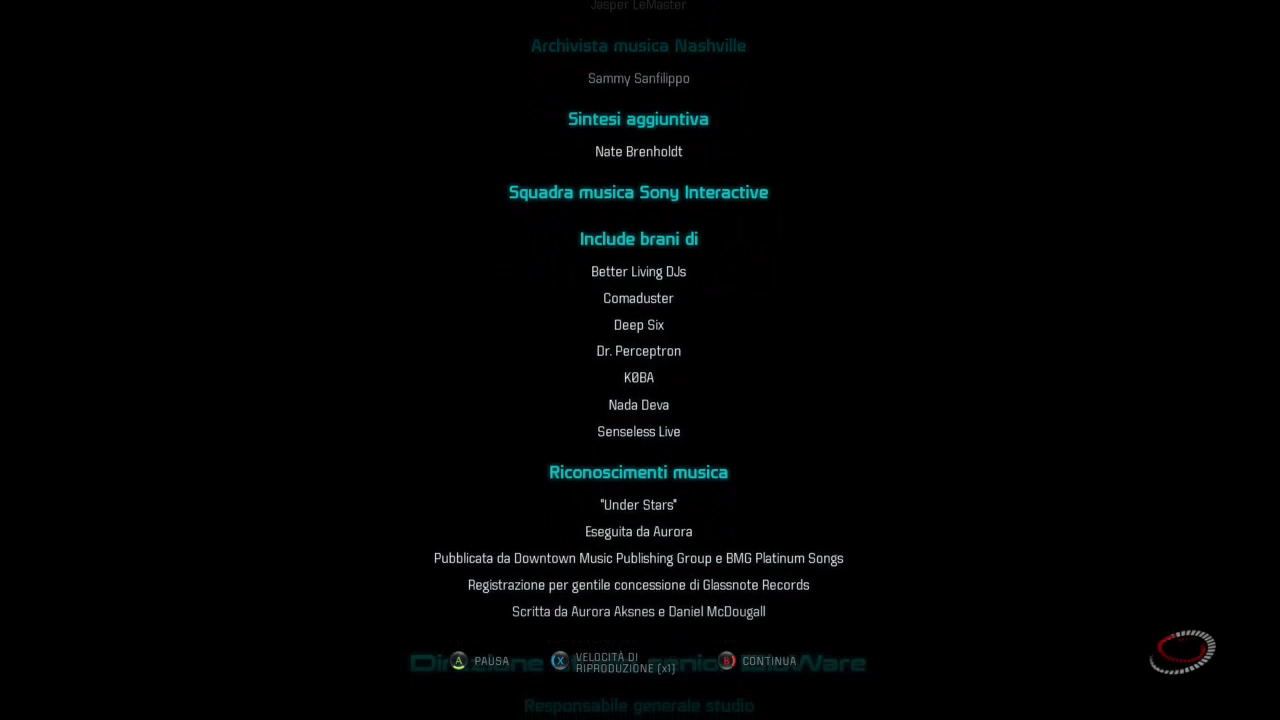 Jasper LeMaster
Archivista musica Nashville
Sammy Sanfilippo
Sintesi aggiuntiva
Nate Brenholdt
Squadra musica Sony Interactive
Include brani di
Better Living DJs
Comaduster
Deep Six
Dr. Perceptron
KØBA
Nada Deva
Senseless Live
Riconoscimenti musica
"Under Stars"
Eseguita da Aurora
Pubblicata da Downtown Music Publishing Group e BMG Platinum Songs
Registrazione per gentile concessione di Glassnote Records
Scritta da Aurora Aksnes e Daniel McDougall
A PAUSA
X VELOCITÀ DI
RIPRODUZIONE (x1)
B CONTINUA
BioWare
Responsabile generale studio